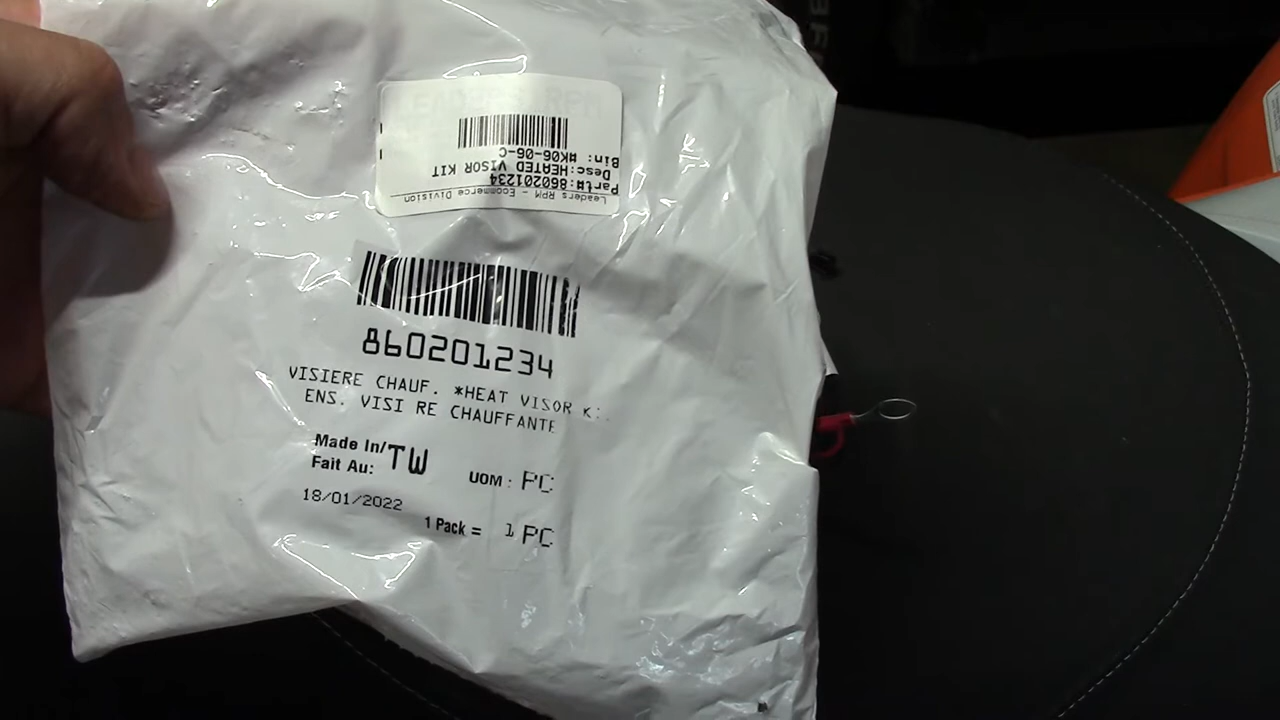 Leaders RPM - Ecommerce Division
Part#:860201234
Desc:HEATED VISOR KIT
Bin: #K06-06-C
860201234
VISIERE CHAUF. *HEAT VISOR K
ENS. VISI RE CHAUFFANTE
Made In/ TW
Fait Au:
UOM : PC
18/01/2022
1 Pack = 1 PC